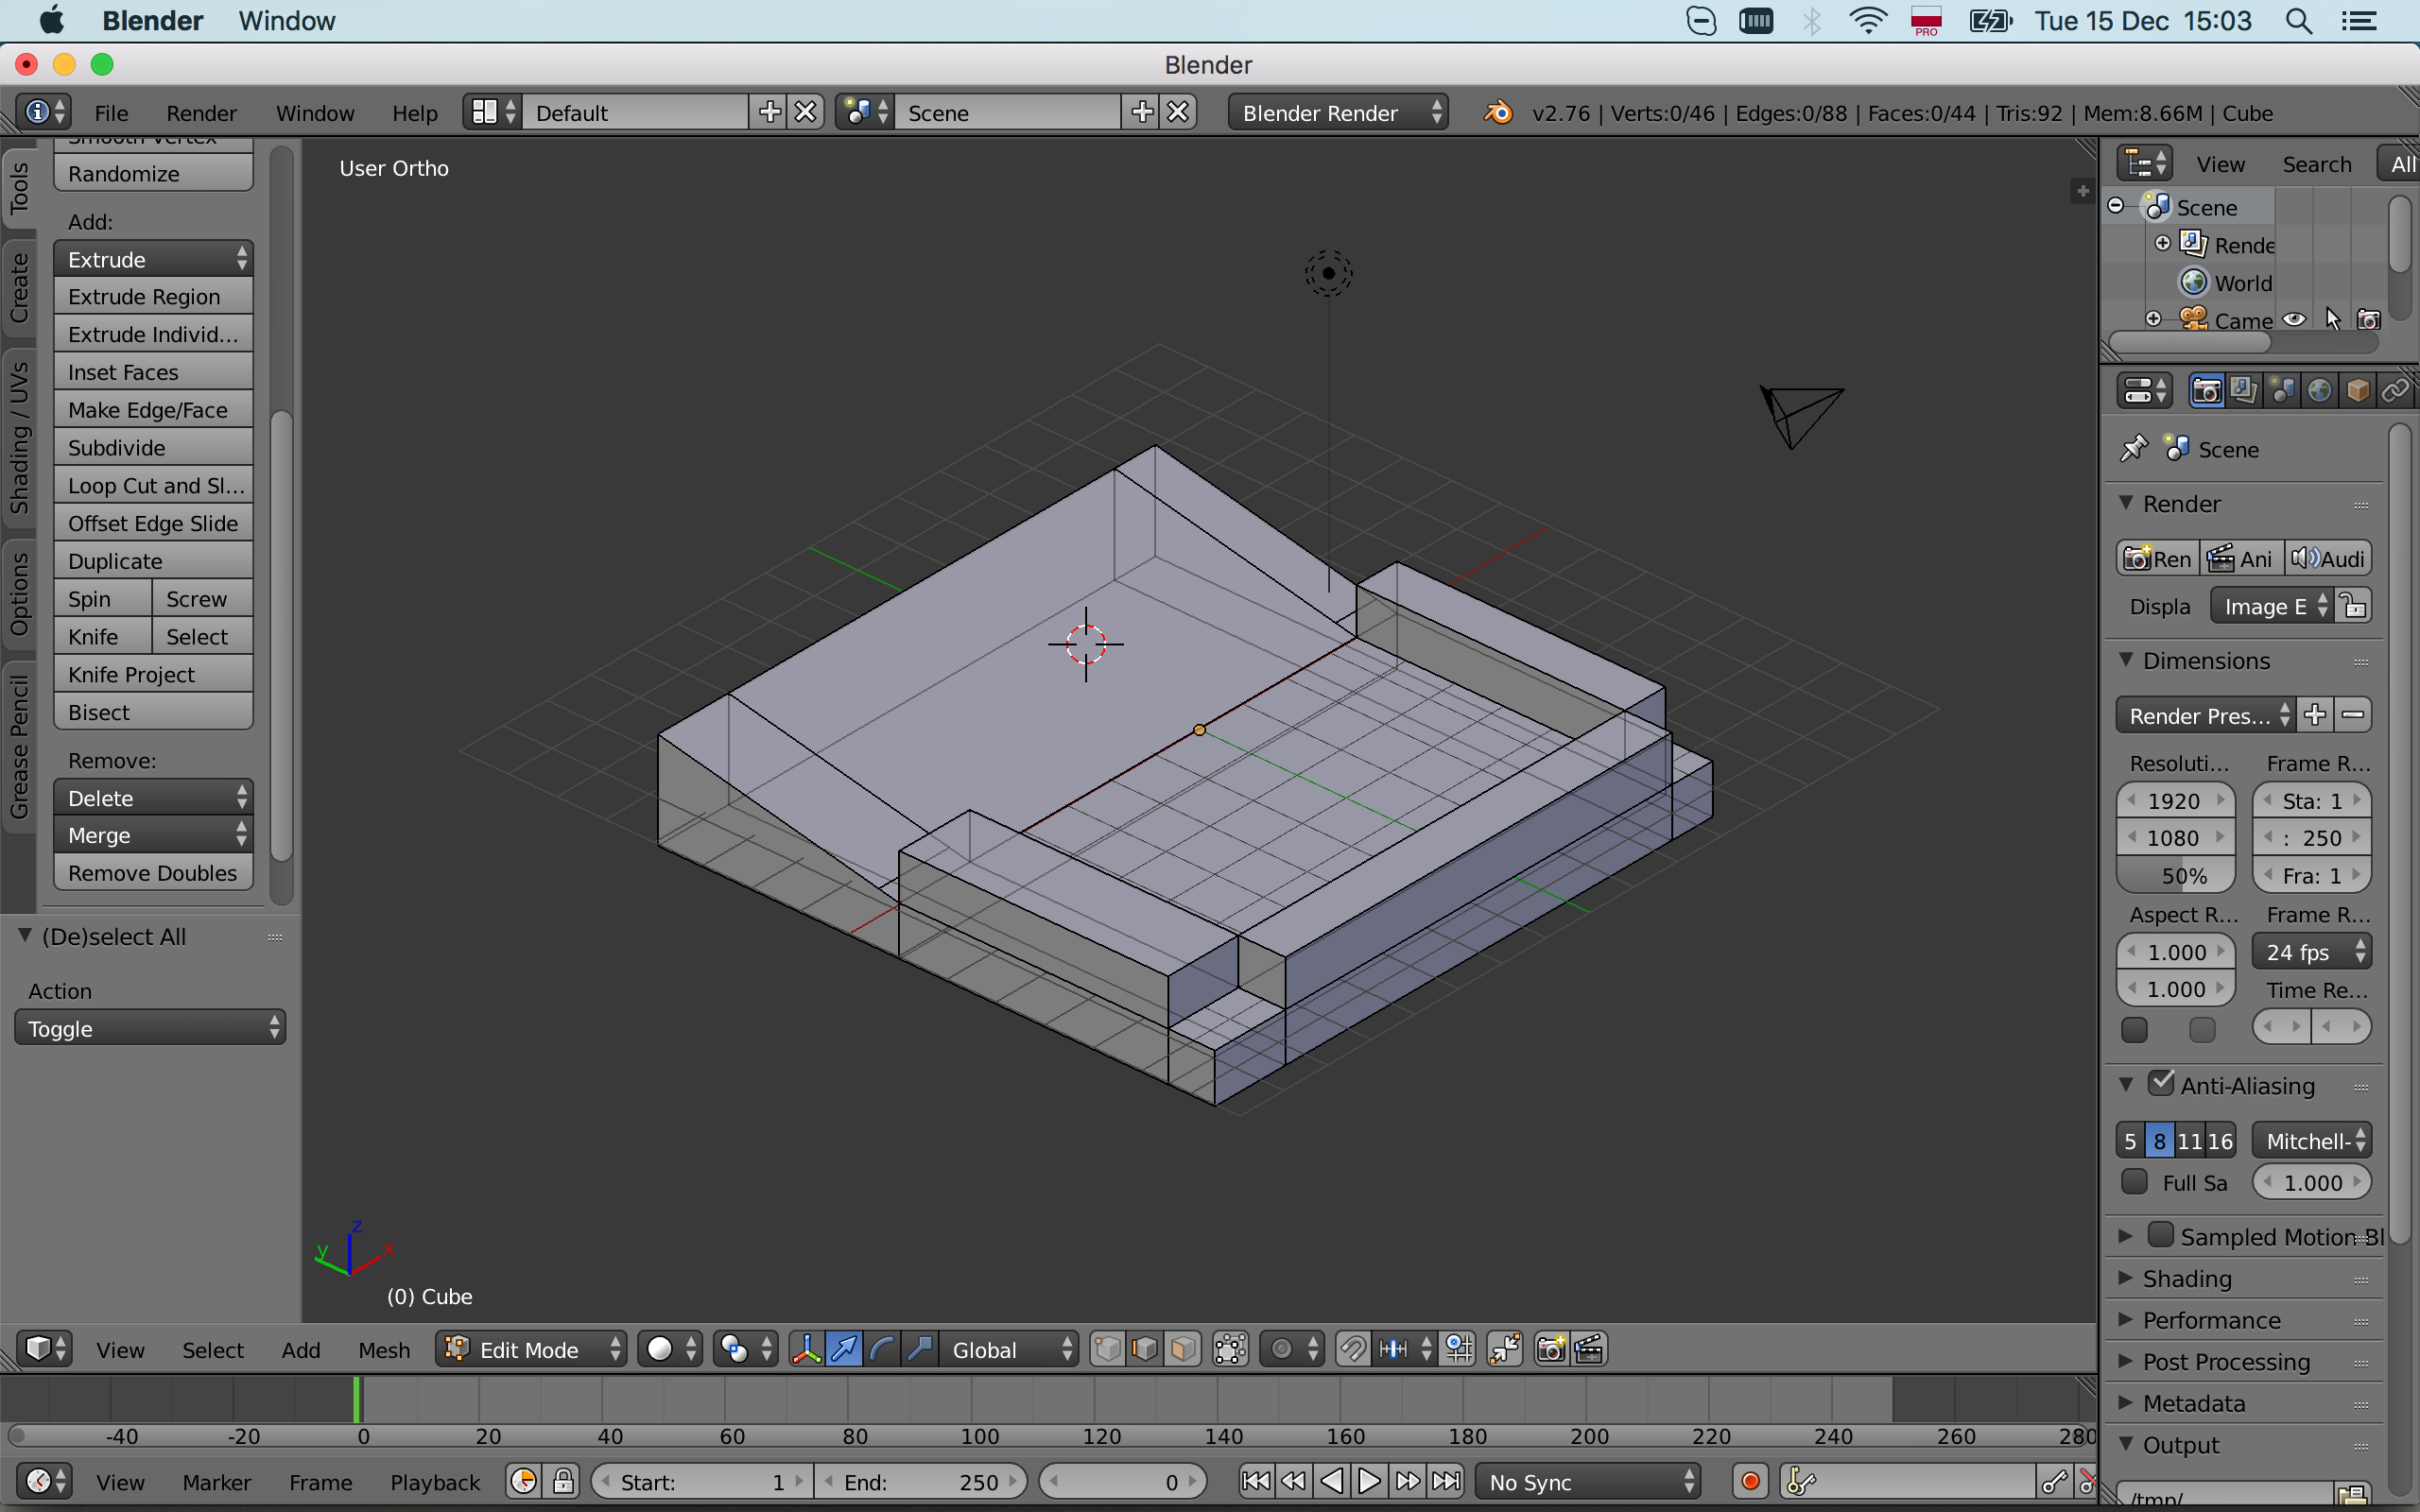 Blender Window PRO Tue 15 Dec 15:03
Blender
File Render Window Help Default Scene Blender Render v2.76 | Verts:0/46 | Edges:0/88 | Faces:0/44 | Tris:92 | Mem:8.66M | Cube
Tools
Create
Shading / UVs
Options
Grease Pencil
Smooth Vertex
Randomize
Add:
Extrude
Extrude Region
Extrude Individ...
Inset Faces
Make Edge/Face
Subdivide
Loop Cut and Sl...
Offset Edge Slide
Duplicate
Spin Screw
Knife Select
Knife Project
Bisect
Remove:
Delete
Merge
Remove Doubles
(De)select All
Action
Toggle
User Ortho
z
y x
(0) Cube
View Search All
Scene
Rende
World
Came
Scene
Render
Ren Ani Audi
Displa Image E
Dimensions
Render Pres...
Resoluti... Frame R...
1920 Sta: 1
1080 : 250
50% Fra: 1
Aspect R... Frame R...
1.000 24 fps
1.000 Time Re...
Anti-Aliasing
5 8 11 16 Mitchell-
Full Sa 1.000
Sampled Motion Bl
Shading
Performance
Post Processing
Metadata
Output
/tmp/
View Select Add Mesh Edit Mode Global
-40 -20 0 20 40 60 80 100 120 140 160 180 200 220 240 260 280
View Marker Frame Playback Start: 1 End: 250 0 No Sync